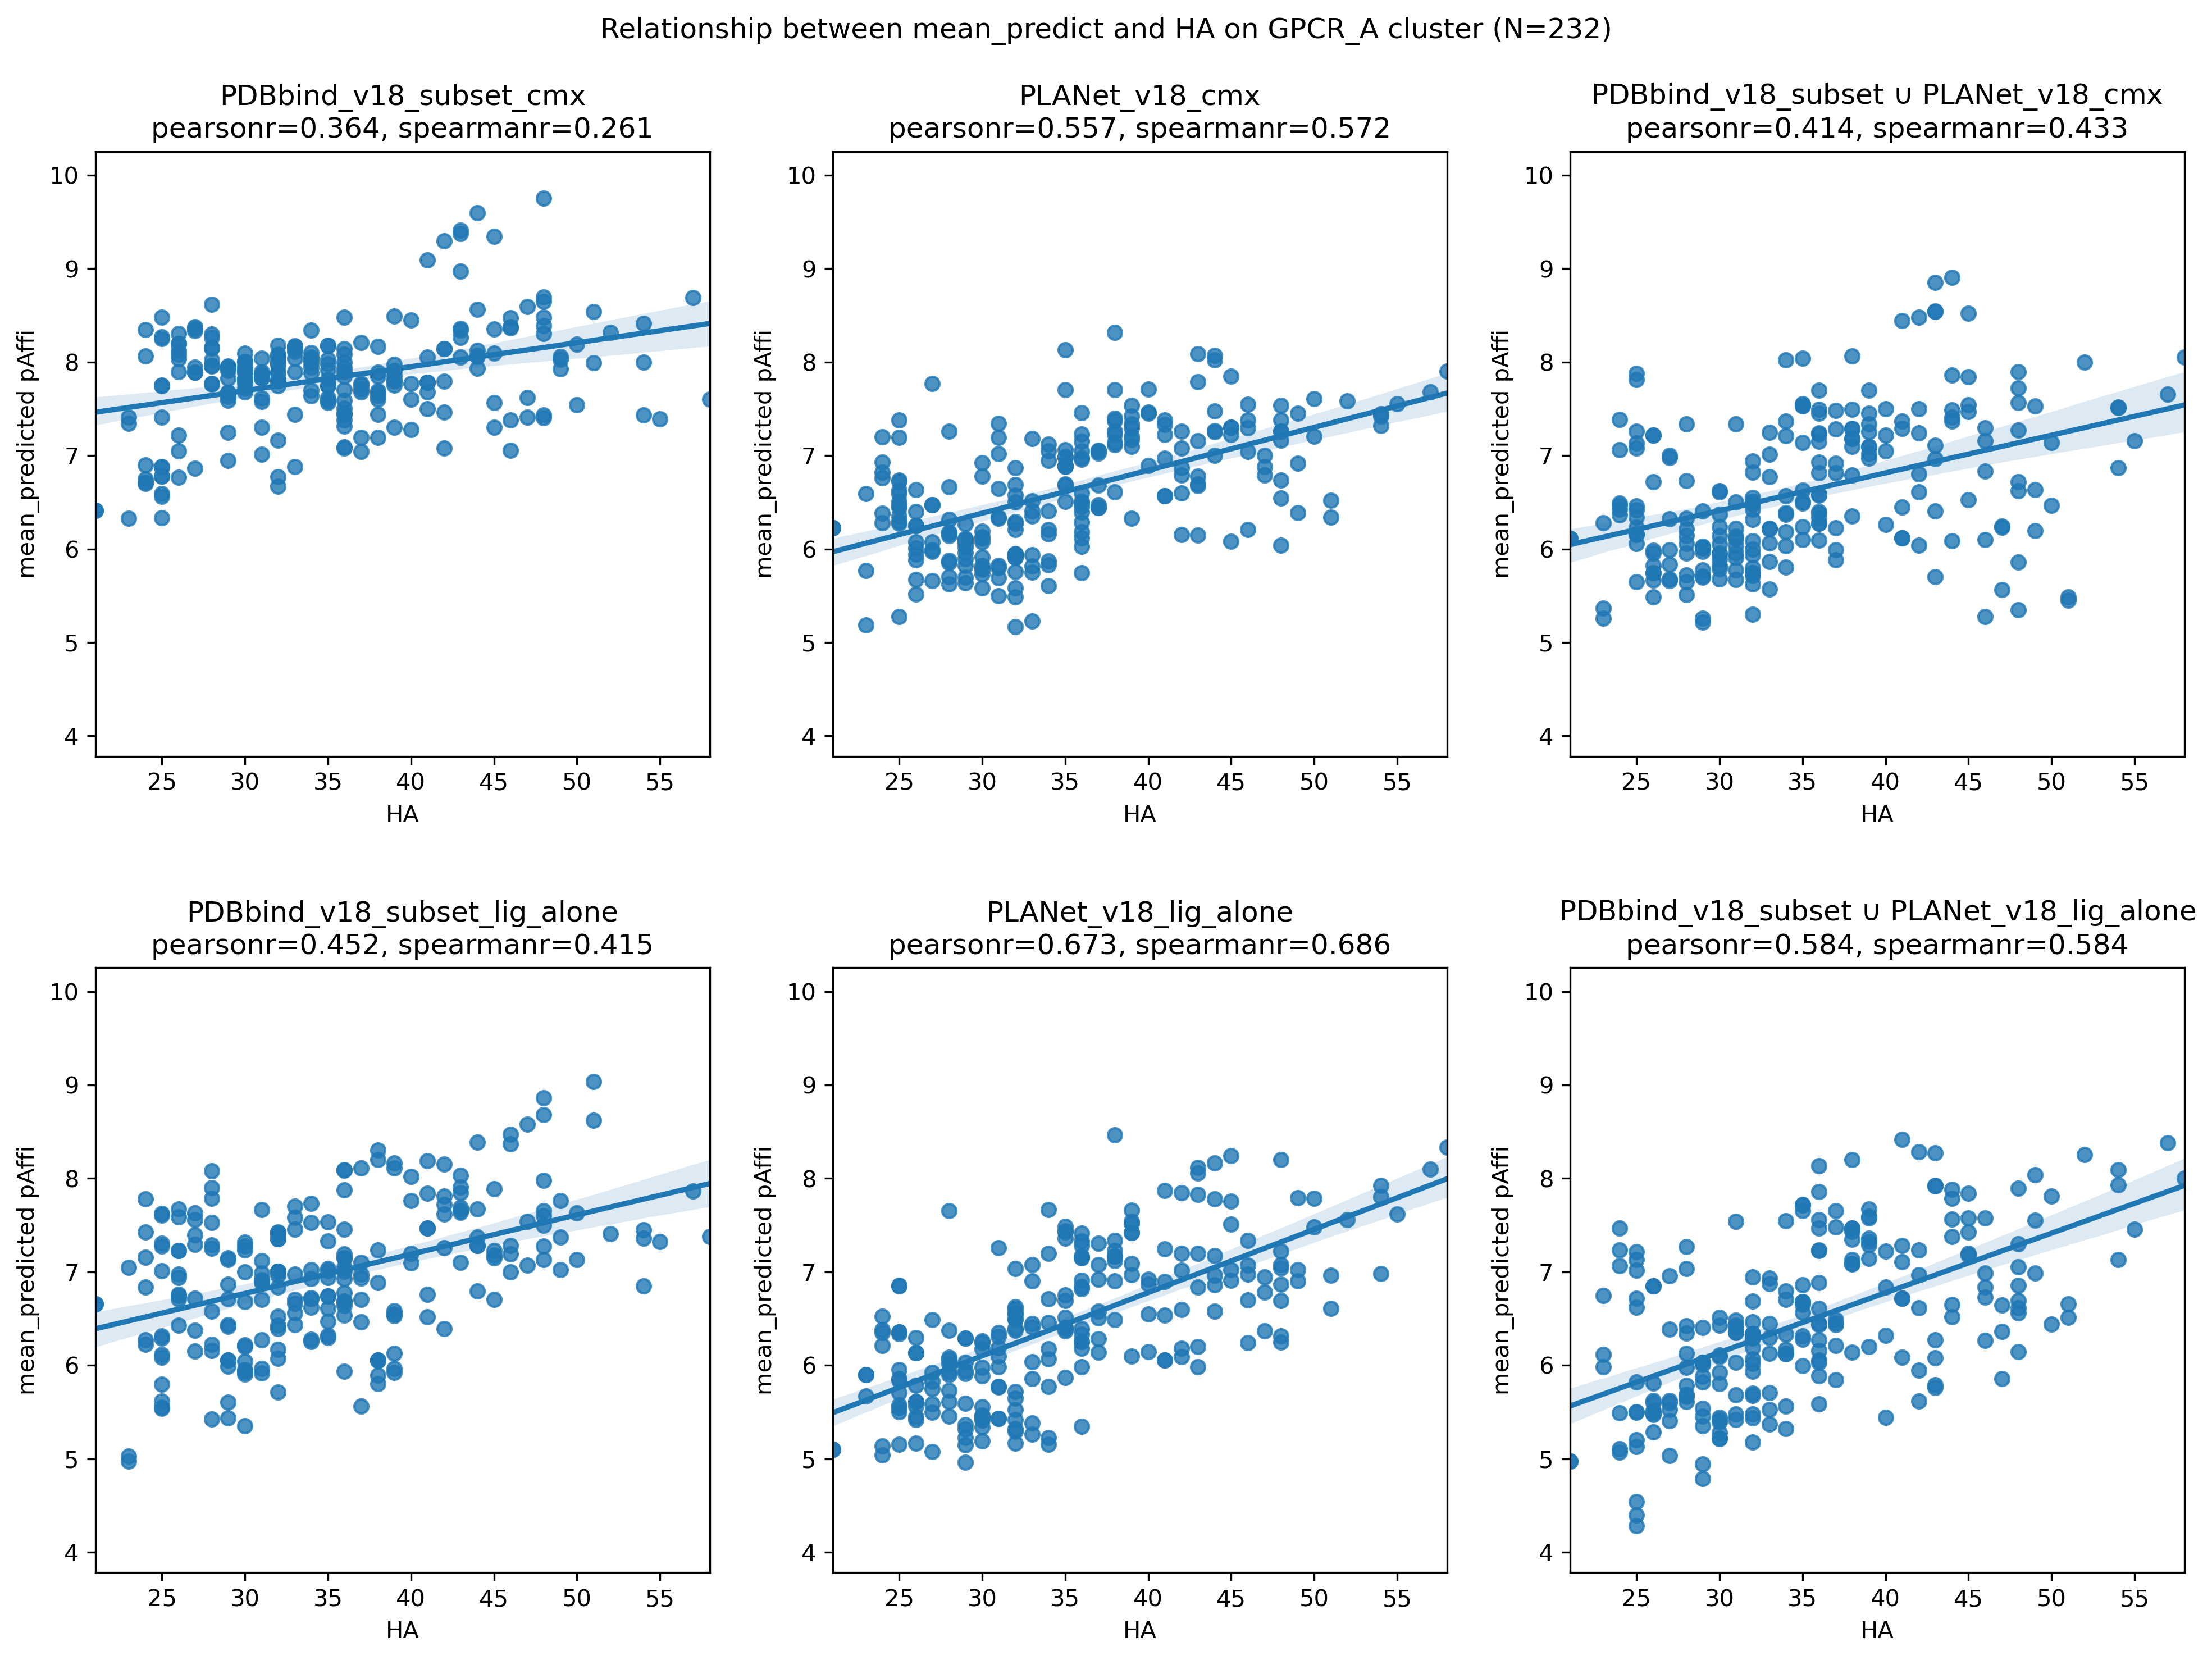 Relationship between mean_predict and HA on GPCR_A cluster (N=232)
PDBbind_v18_subset_cmx
pearsonr=0.364, spearmanr=0.261
10
9
8
7
6
5
4
mean_predicted pAffi
25 30 35 40 45 50 55
HA
PLANet_v18_cmx
pearsonr=0.557, spearmanr=0.572
10
9
8
7
6
5
4
mean_predicted pAffi
25 30 35 40 45 50 55
HA
PDBbind_v18_subset ∪ PLANet_v18_cmx
pearsonr=0.414, spearmanr=0.433
10
9
8
7
6
5
4
mean_predicted pAffi
25 30 35 40 45 50 55
HA
PDBbind_v18_subset_lig_alone
pearsonr=0.452, spearmanr=0.415
10
9
8
7
6
5
4
mean_predicted pAffi
25 30 35 40 45 50 55
HA
PLANet_v18_lig_alone
pearsonr=0.673, spearmanr=0.686
10
9
8
7
6
5
4
mean_predicted pAffi
25 30 35 40 45 50 55
HA
PDBbind_v18_subset ∪ PLANet_v18_lig_alone
pearsonr=0.584, spearmanr=0.584
10
9
8
7
6
5
4
mean_predicted pAffi
25 30 35 40 45 50 55
HA